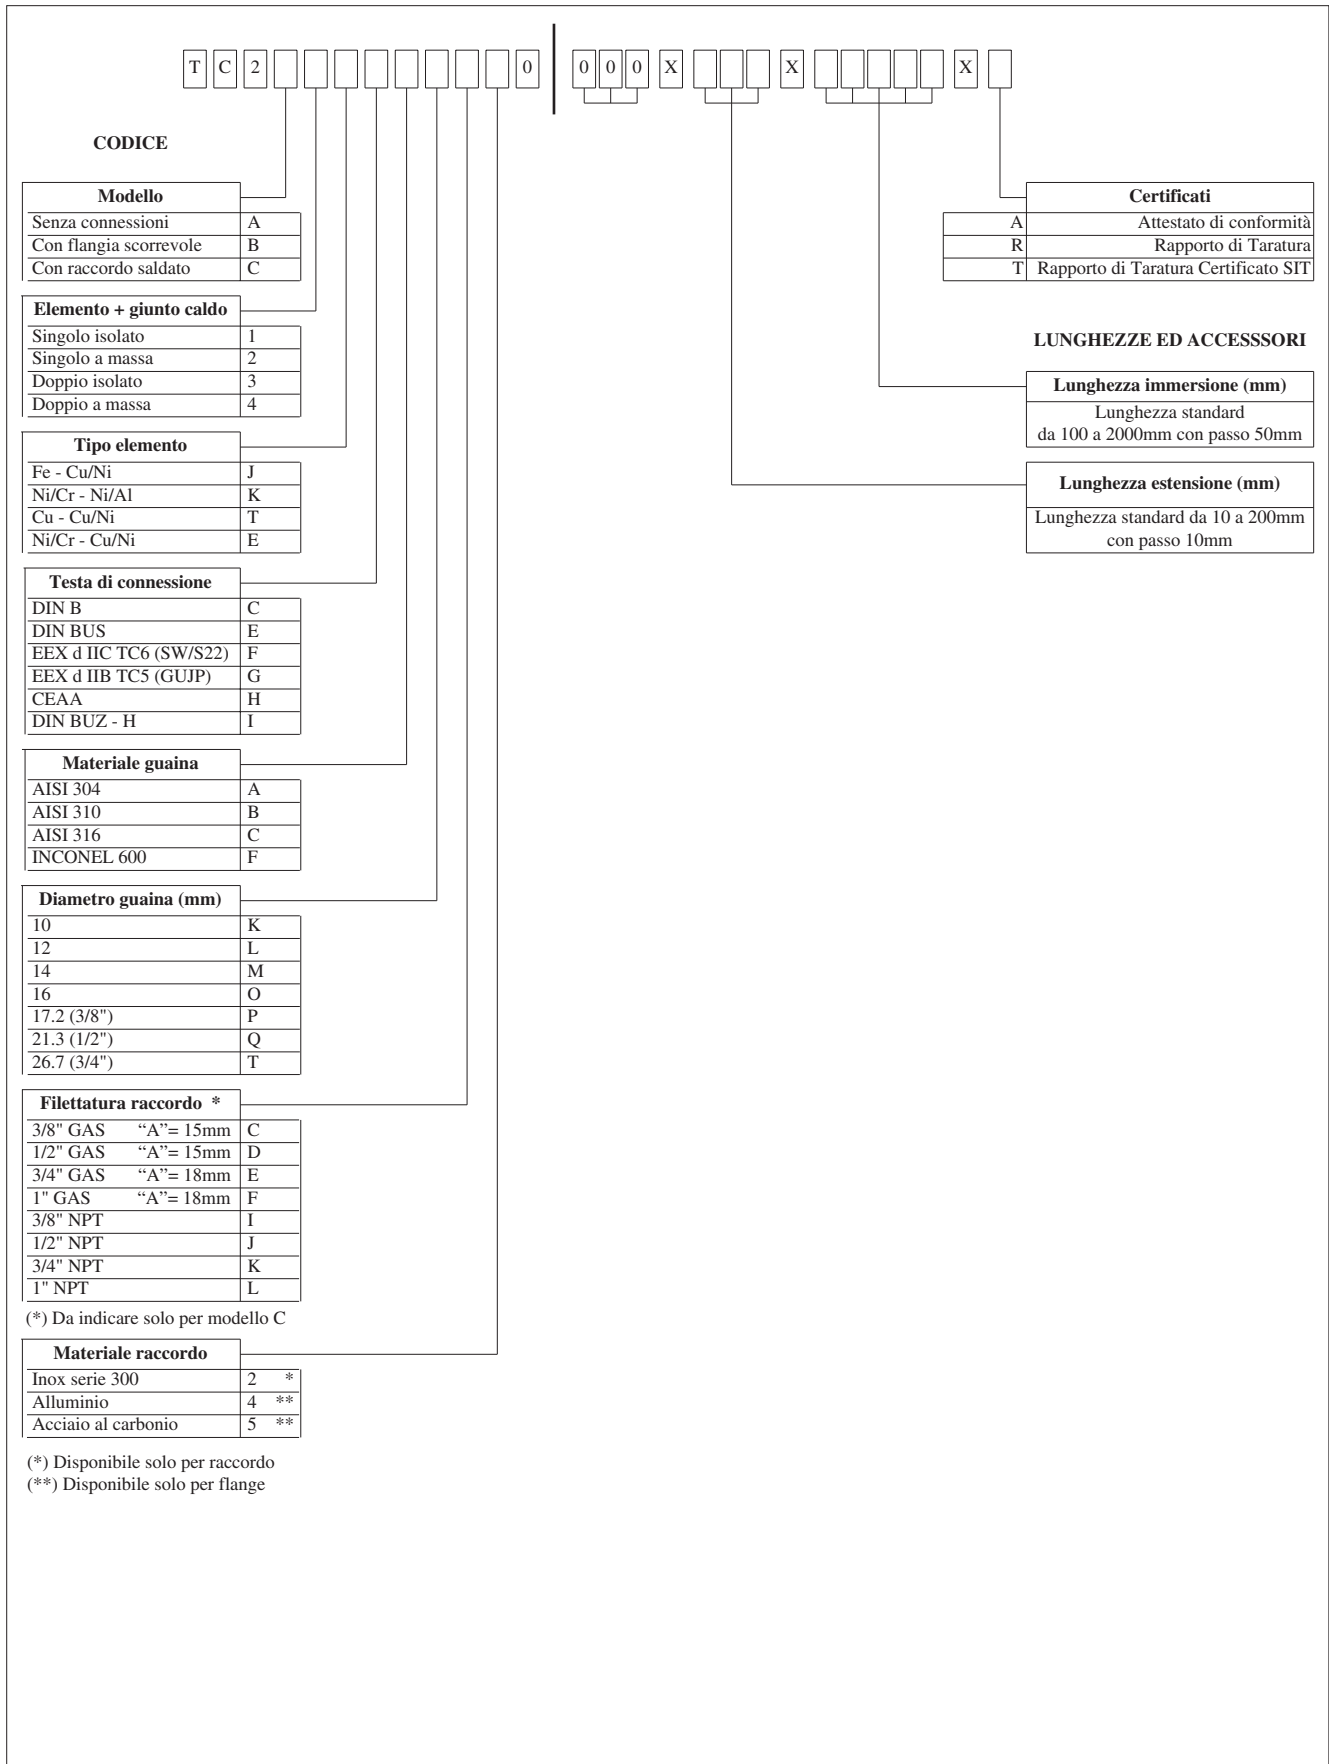 T C 2 0 0 0 0 X X X
CODICE
Modello
Senza connessioni A
Con flangia scorrevole B
Con raccordo saldato C
Elemento + giunto caldo
Singolo isolato 1
Singolo a massa 2
Doppio isolato 3
Doppio a massa 4
Tipo elemento
Fe - Cu/Ni J
Ni/Cr - Ni/Al K
Cu - Cu/Ni T
Ni/Cr - Cu/Ni E
Testa di connessione
DIN B C
DIN BUS E
EEX d IIC TC6 (SW/S22) F
EEX d IIB TC5 (GUJP) G
CEAA H
DIN BUZ - H I
Materiale guaina
AISI 304 A
AISI 310 B
AISI 316 C
INCONEL 600 F
Diametro guaina (mm)
10 K
12 L
14 M
16 O
17.2 (3/8") P
21.3 (1/2") Q
26.7 (3/4") T
Filettatura raccordo *
3/8" GAS “A”= 15mm C
1/2" GAS “A”= 15mm D
3/4" GAS “A”= 18mm E
1" GAS “A”= 18mm F
3/8" NPT I
1/2" NPT J
3/4" NPT K
1" NPT L
(*) Da indicare solo per modello C
Materiale raccordo
Inox serie 300 2 *
Alluminio 4 **
Acciaio al carbonio 5 **
(*) Disponibile solo per raccordo
(**) Disponibile solo per flange
Certificati
A Attestato di conformità
R Rapporto di Taratura
T Rapporto di Taratura Certificato SIT
LUNGHEZZE ED ACCESSSORI
Lunghezza immersione (mm)
Lunghezza standard
da 100 a 2000mm con passo 50mm
Lunghezza estensione (mm)
Lunghezza standard da 10 a 200mm
con passo 10mm